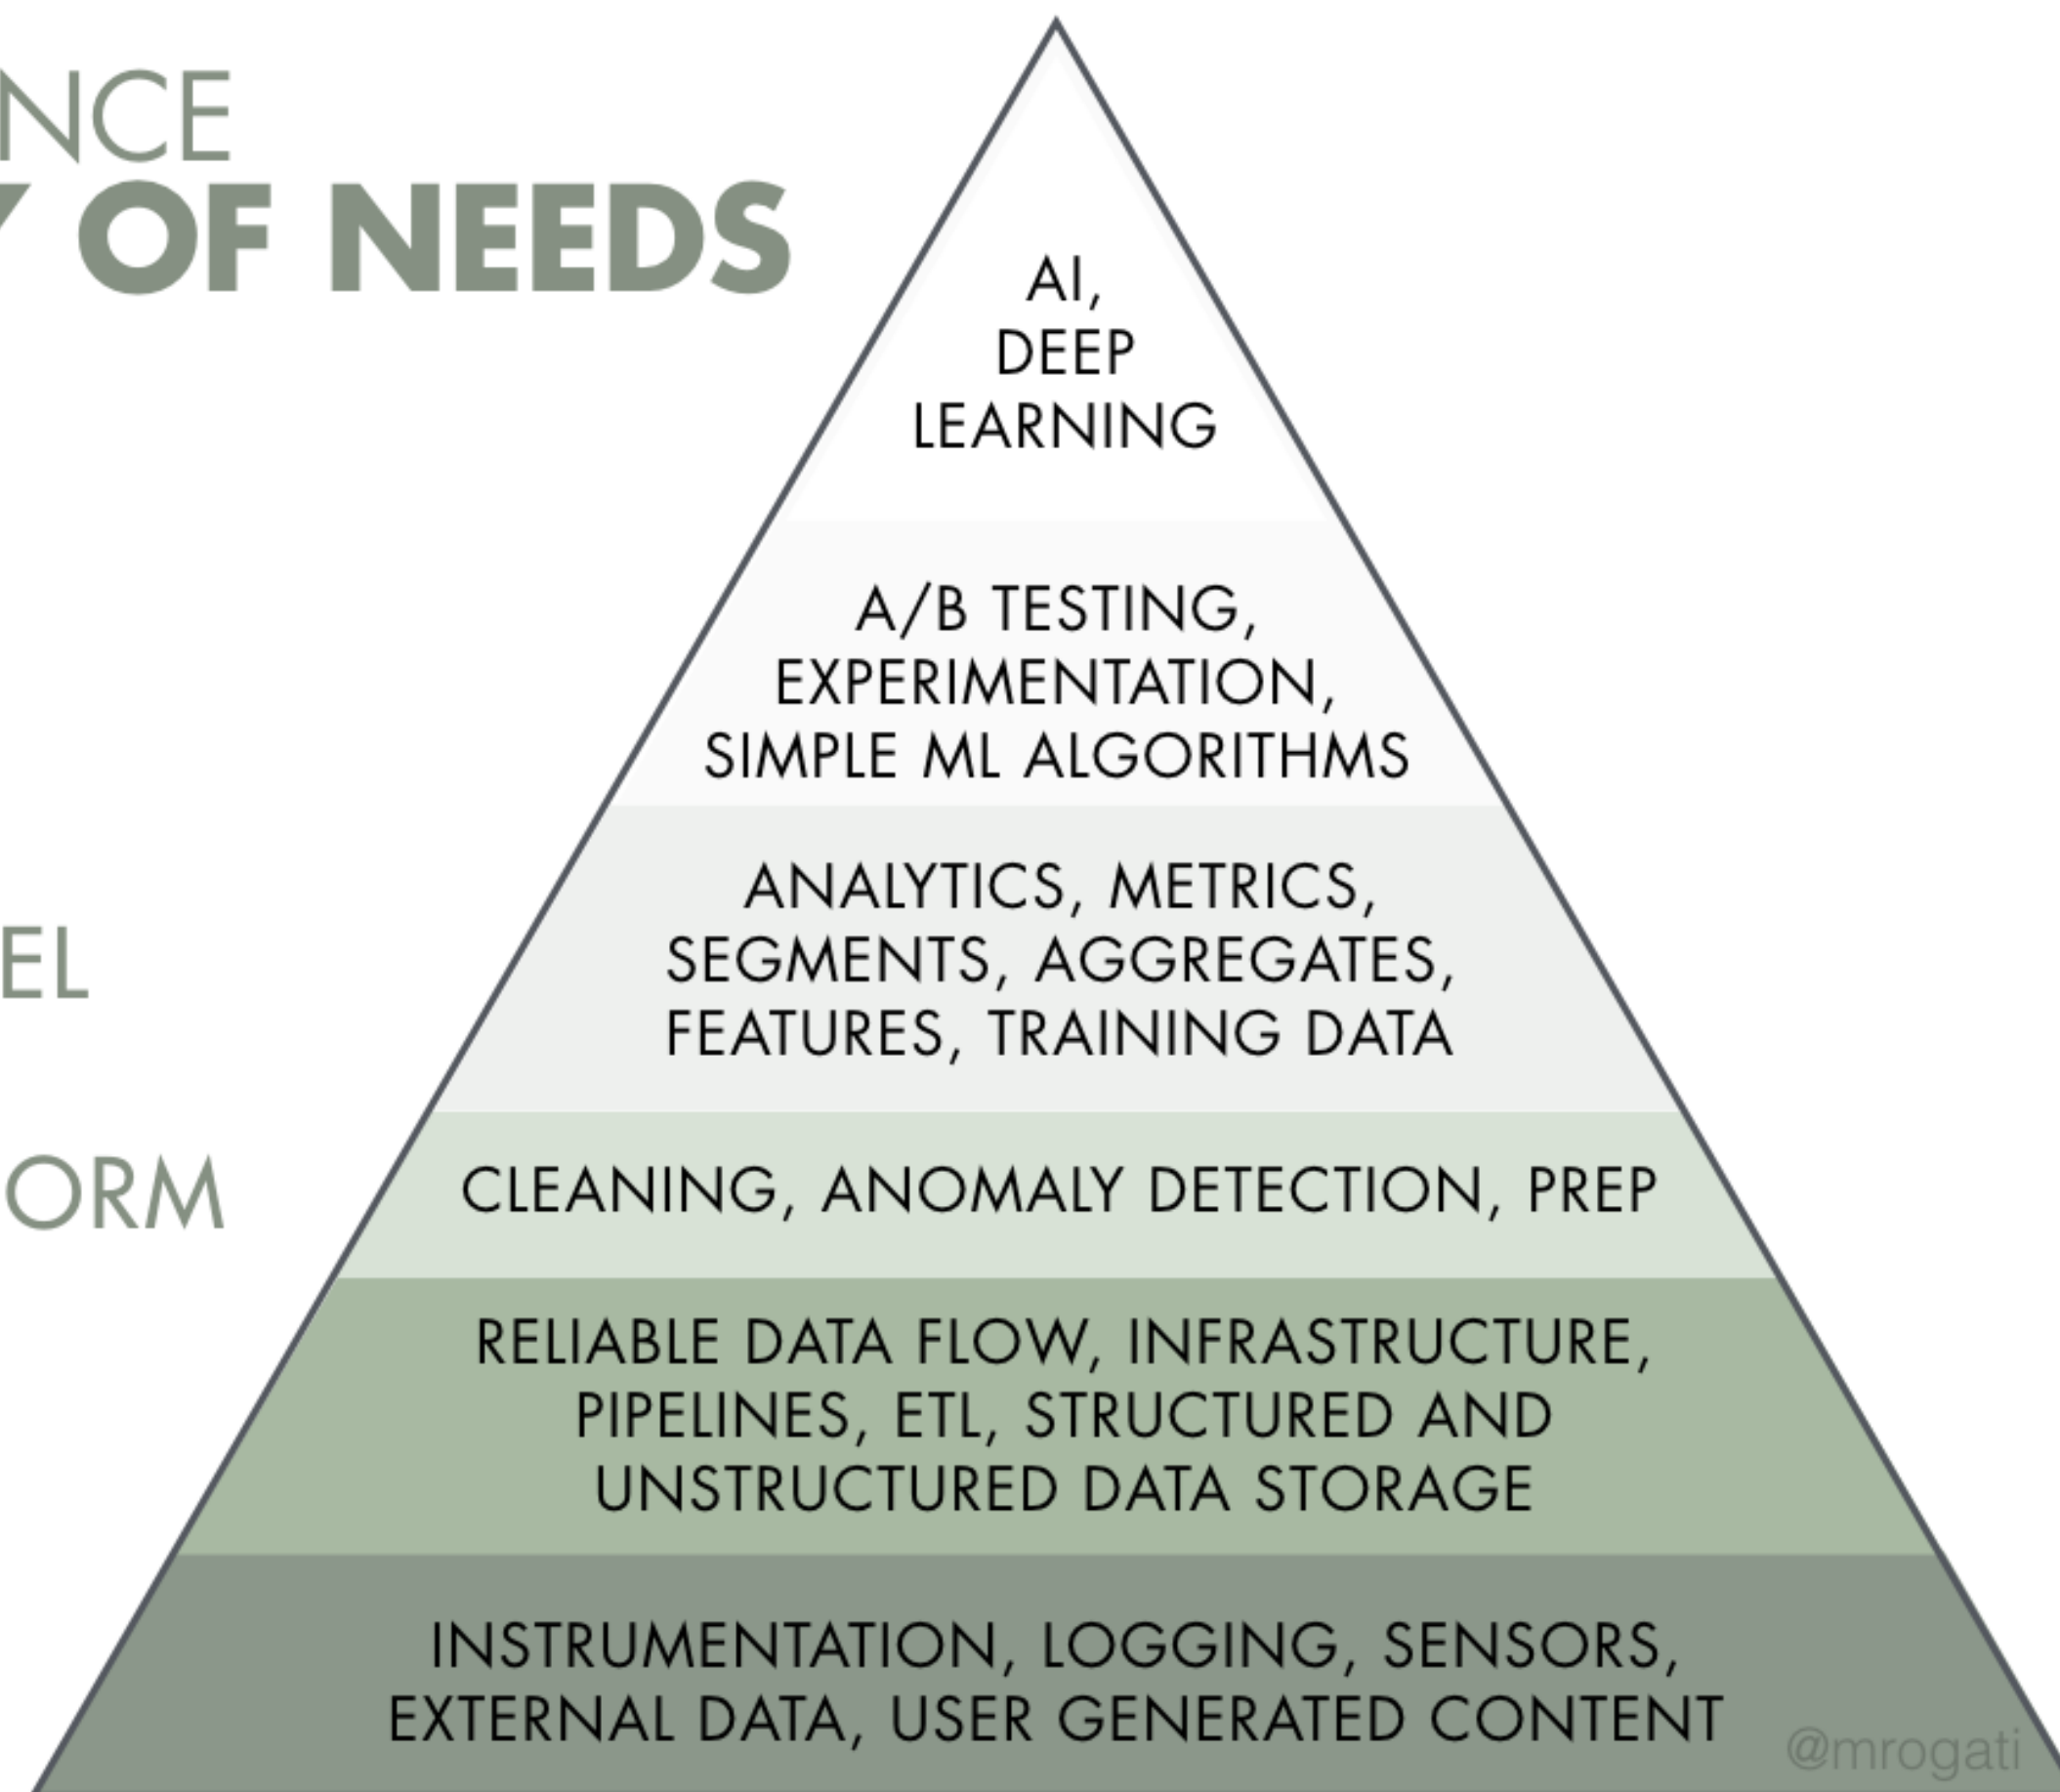 NCE
Y OF NEEDS
AI,
DEEP
LEARNING
A/B TESTING,
EXPERIMENTATION,
SIMPLE ML ALGORITHMS
EL
ANALYTICS, METRICS,
SEGMENTS, AGGREGATES,
FEATURES, TRAINING DATA
ORM
CLEANING, ANOMALY DETECTION, PREP
RELIABLE DATA FLOW, INFRASTRUCTURE,
PIPELINES, ETL, STRUCTURED AND
UNSTRUCTURED DATA STORAGE
INSTRUMENTATION, LOGGING, SENSORS,
EXTERNAL DATA, USER GENERATED CONTENT
@mrogati